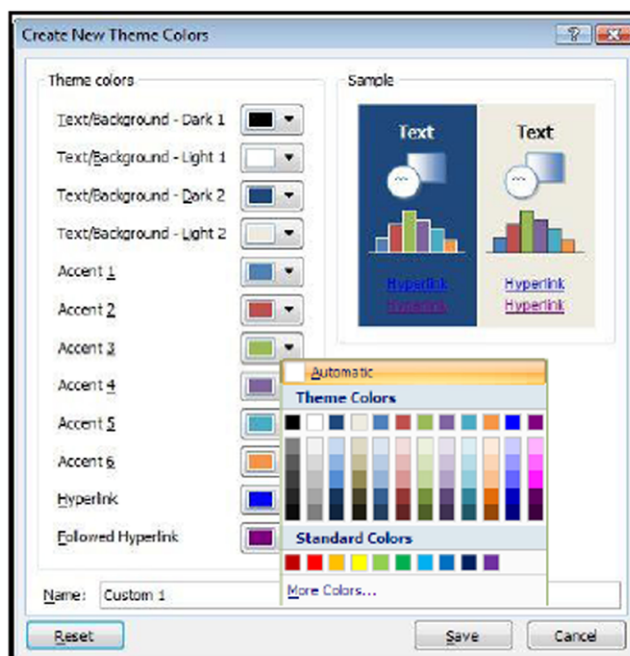 Create New Theme Colors
Theme colors
Text/Background - Dark 1
Text/Background - Light 1
Text/Background - Dark 2
Text/Background - Light 2
Accent 1
Accent 2
Accent 3
Accent 4
Accent 5
Accent 6
Hyperlink
Followed Hyperlink
Sample
Text Text
Hyperlink Hyperlink
Hyperlink Hyperlink
Automatic
Theme Colors
Standard Colors
More Colors...
Name: Custom 1
Reset Save Cancel